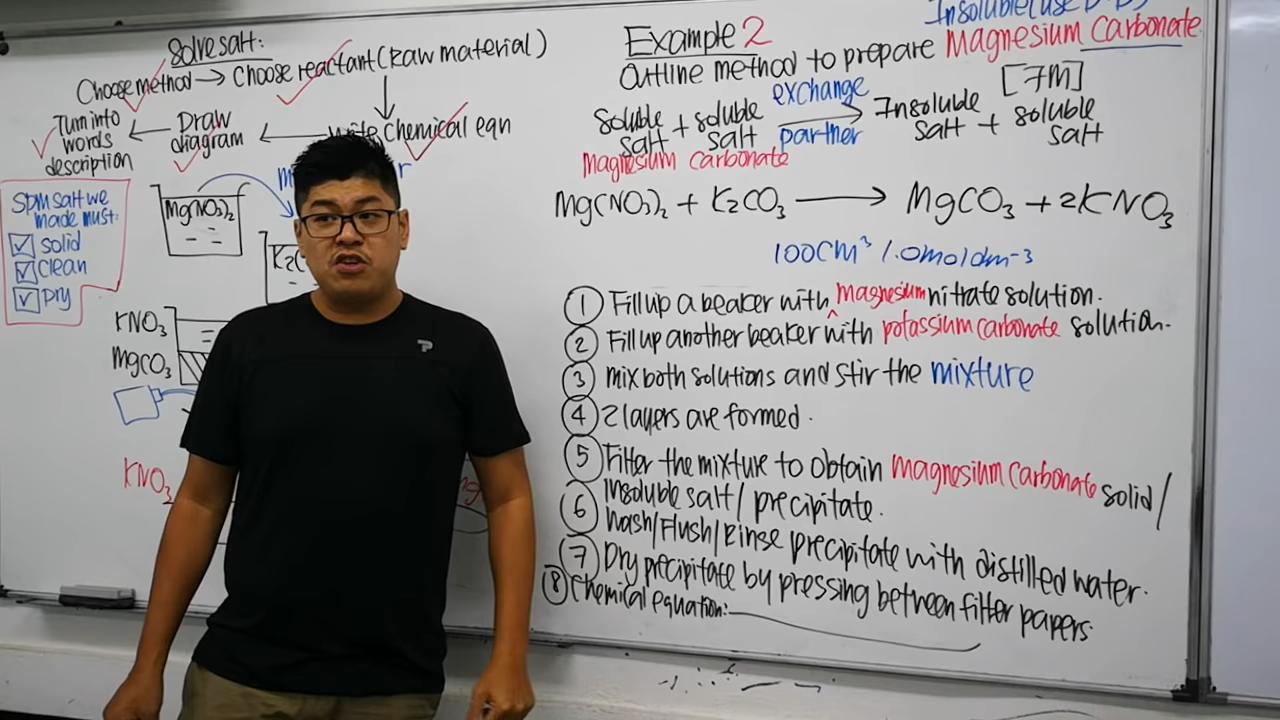 Solve salt:
Choose method → Choose reactant (Raw material)
write Chemical eqn
Draw diagram
Turn into words description
SPM salt we made must:
solid
clean
Dry
Mg(NO3)2
KNO3
MgCO3
KNO3
Example 2
Outline method to prepare Magnesium Carbonate
[7M]
Soluble salt + soluble salt exchange partner → Insoluble salt + soluble salt
Magnesium carbonate
Mg(NO3)2 + K2CO3 → MgCO3 + 2KNO3
100cm³ 1.0moldm-3
1 Fill up a beaker with ^ Magnesium nitrate solution.
2 Fill up another beaker with potassium carbonate solution.
3 mix both solutions and stir the mixture
4 2 layers are formed.
5 Filter the mixture to obtain magnesium carbonate solid/
insoluble salt/ precipitate.
6 Wash/Flush/Rinse precipitate with distilled water.
7 Dry precipitate by pressing between filter papers
8 Chemical equation: